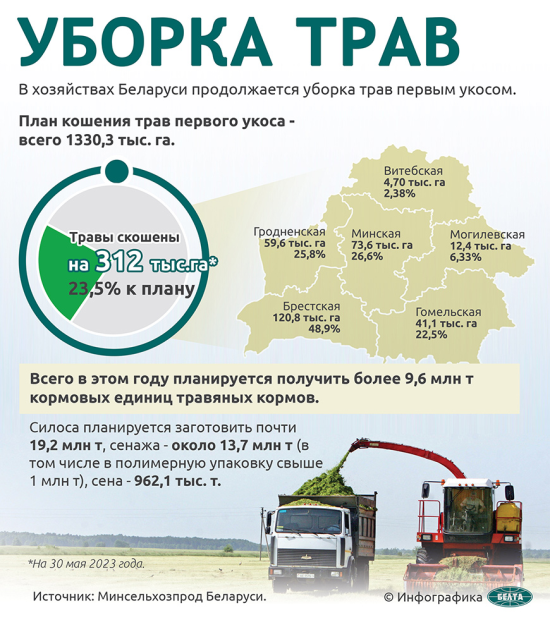 УБОРКА ТРАВ
В хозяйствах Беларуси продолжается уборка трав первым укосом.
План кошения трав первого укоса -
всего 1330,3 тыс. га.
Травы скошены
на 312 тыс.га*
23,5% к плану
Витебская
4,70 тыс. га
2,38%
Гродненская
59,6 тыс. га
25,8%
Минская
73,6 тыс. га
26,6%
Могилевская
12,4 тыс. га
6,33%
Брестская
120,8 тыс. га
48,9%
Гомельская
41,1 тыс. га
22,5%
Всего в этом году планируется получить более 9,6 млн т
кормовых единиц травяных кормов.
Силоса планируется заготовить почти
19,2 млн т, сенажа - около 13,7 млн т (в
том числе в полимерную упаковку свыше
1 млн т), сена - 962,1 тыс. т.
*На 30 мая 2023 года.
Источник: Минсельхозпрод Беларуси.
© Инфографика БЕЛТА